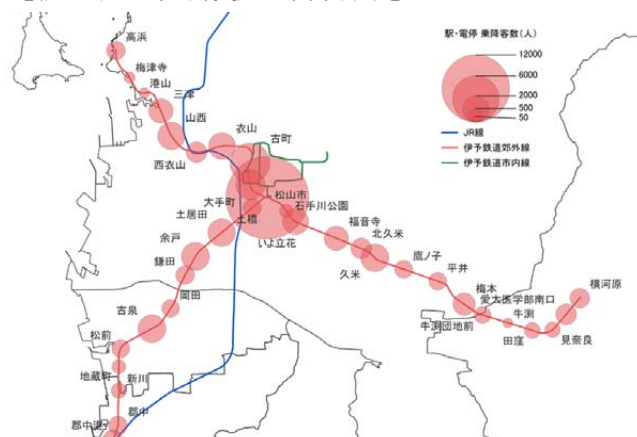 駅・電停 乗降客数(人)
12000
6000
2000
500
50
JR線
伊予鉄道郊外線
伊予鉄道市内線
高浜
梅津寺
港山
三津
山西
西衣山
衣山
古町
大手町
松山市
石手川公園
土居田
土橋
いよ立花
福音寺
北久米
久米
余戸
鎌田
岡田
鷹ノ子
平井
梅本
愛大医学部南口
横河原
牛渕団地前
牛渕
田窪
見奈良
古泉
松前
地蔵町
新川
郡中
郡中港